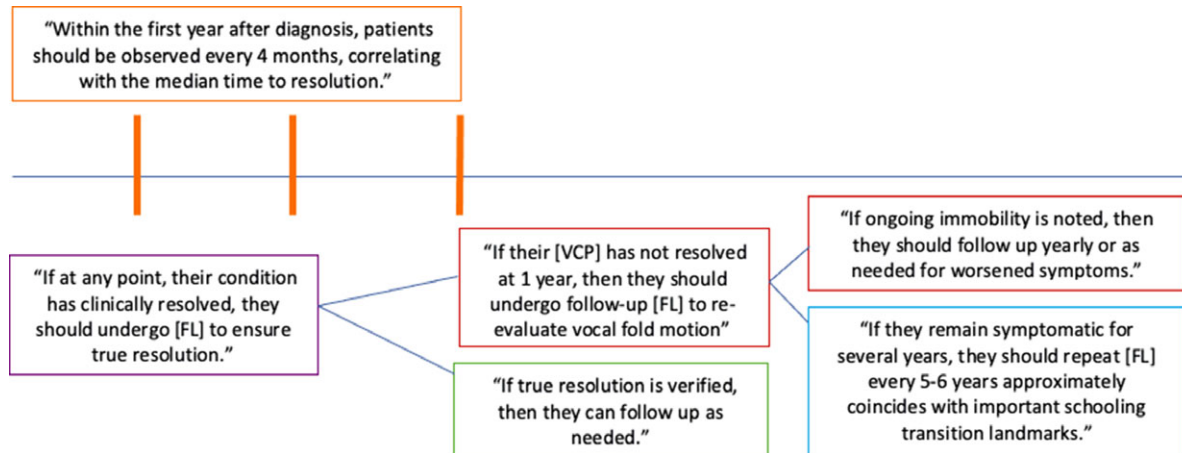 “Within the first year after diagnosis, patients
should be observed every 4 months, correlating
with the median time to resolution.”
“If at any point, their condition
has clinically resolved, they
should undergo [FL] to ensure
true resolution.”
“If their [VCP] has not resolved
at 1 year, then they should
undergo follow-up [FL] to re-
evaluate vocal fold motion”
“If true resolution is verified,
then they can follow up as
needed.”
“If ongoing immobility is noted, then
they should follow up yearly or as
needed for worsened symptoms.”
“If they remain symptomatic for
several years, they should repeat [FL]
every 5-6 years approximately
coincides with important schooling
transition landmarks.”